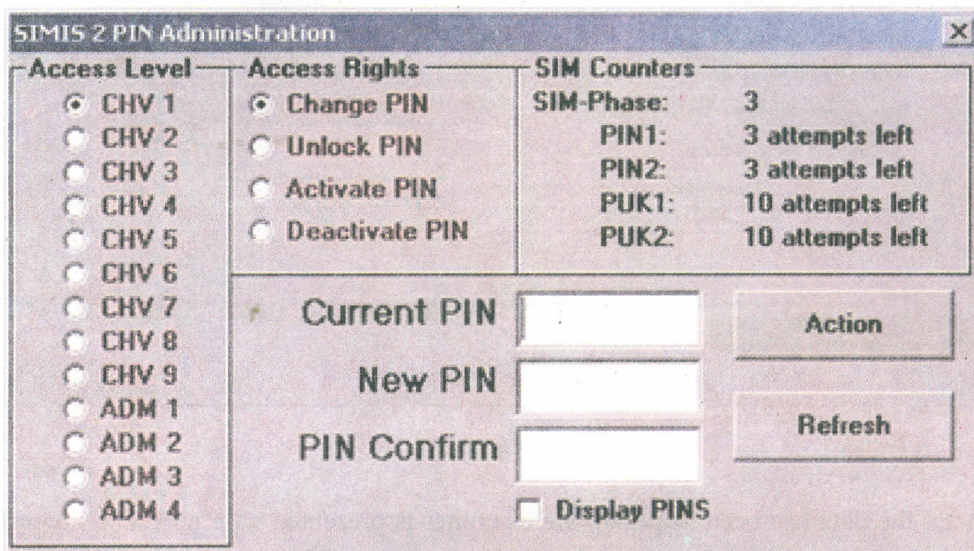 SIMIS 2 PIN Administration
Access Level
CHV 1
CHV 2
CHV 3
CHV 4
CHV 5
CHV 6
CHV 7
CHV 8
CHV 9
ADM 1
ADM 2
ADM 3
ADM 4
Access Rights
Change PIN
Unlock PIN
Activate PIN
Deactivate PIN
SIM Counters
SIM-Phase: 3
PIN1: 3 attempts left
PIN2: 3 attempts left
PUK1: 10 attempts left
PUK2: 10 attempts left
Current PIN
New PIN
PIN Confirm
Display PINS
Action
Refresh